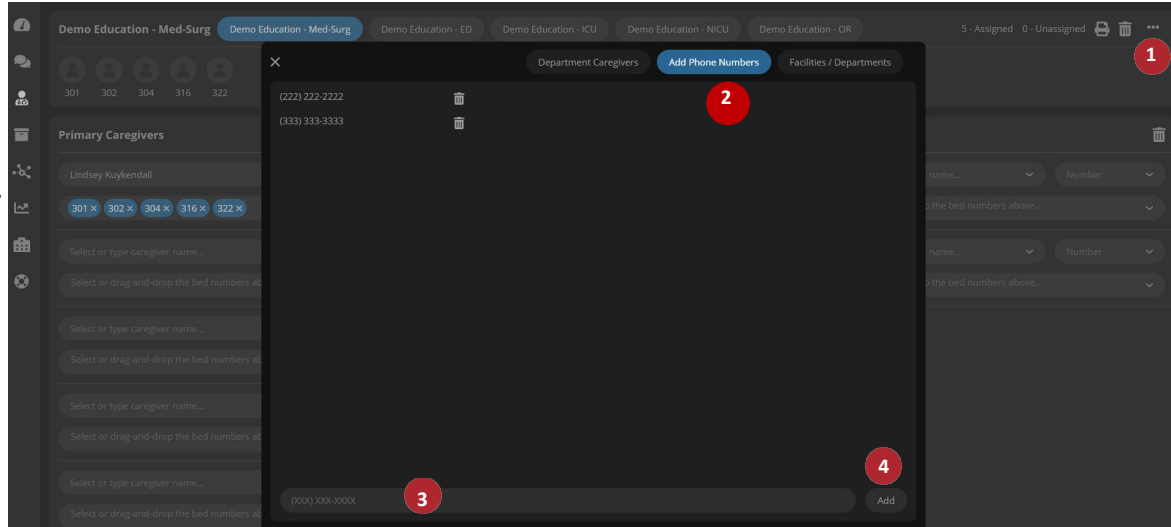 Demo Education - Med-Surg Demo Education - Med-Surg Demo Education - ED Demo Education - ICU Demo Education - NICU Demo Education - OR 5 - Assigned 0 - Unassigned
1
301 302 304 316 322
Department Caregivers Add Phone Numbers Facilities / Departments
2
(222) 222-2222
(333) 333-3333
Primary Caregivers
Lindsey Kuykendall
name... Number
301 × 302 × 304 × 316 × 322 ×
the bed numbers above...
Select or type caregiver name...
name... Number
Select or drag-and-drop the bed numbers
the bed numbers above...
Select or type caregiver name...
Select or drag-and-drop the bed numbers
Select or type caregiver name...
Select or drag-and-drop the bed numbers
Select or type caregiver name...
Select or drag-and-drop the bed numbers
4
(XXX) XXX-XXXX
3
Add